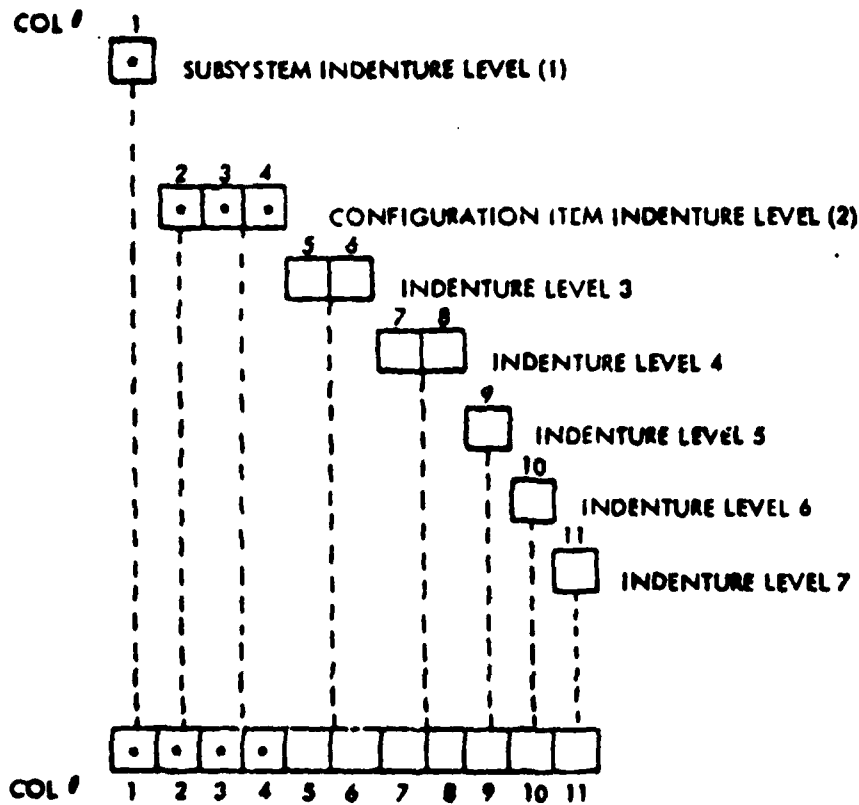 COL # 1
SUBSYSTEM INDENTURE LEVEL (1)
2 3 4
CONFIGURATION ITEM INDENTURE LEVEL (2)
5 6
INDENTURE LEVEL 3
7 8
INDENTURE LEVEL 4
9
INDENTURE LEVEL 5
10
INDENTURE LEVEL 6
11
INDENTURE LEVEL 7
COL # 1 2 3 4 5 6 7 8 9 10 11